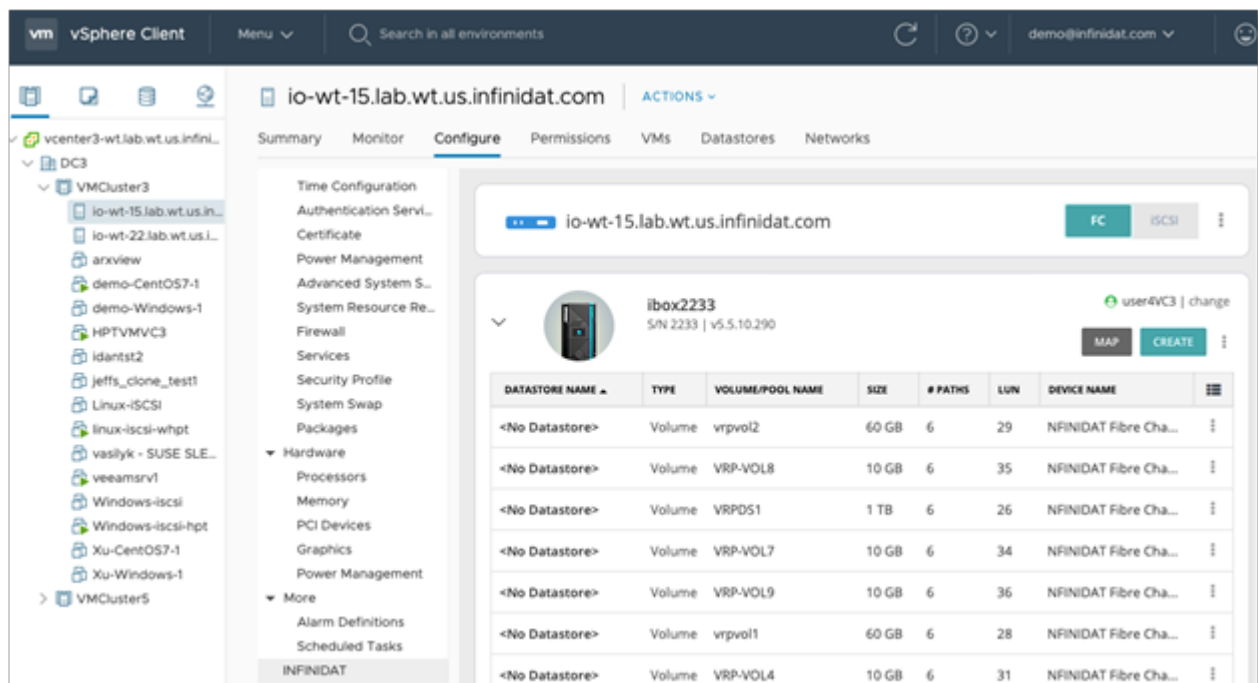 vm vSphere Client Menu Search in all environments demo@infinidat.com
io-wt-15.lab.wt.us.infinidat.com ACTIONS
Summary Monitor Configure Permissions VMs Datastores Networks
vcenter3-wt.lab.wt.us.infini...
DC3
VMCluster3
io-wt-15.lab.wt.us.in...
io-wt-22.lab.wt.us.i...
arxview
demo-CentOS7-1
demo-Windows-1
HPTVMVC3
idantst2
jeffs_clone_test1
Linux-iSCSI
linux-iscsi-whpt
vasilyk - SUSE SLE...
veeamsrv1
Windows-iscsi
Windows-iscsi-hpt
Xu-CentOS7-1
Xu-Windows-1
VMCluster5
Time Configuration
Authentication Servi...
Certificate
Power Management
Advanced System S...
System Resource Re...
Firewall
Services
Security Profile
System Swap
Packages
Hardware
Processors
Memory
PCI Devices
Graphics
Power Management
More
Alarm Definitions
Scheduled Tasks
INFINIDAT
io-wt-15.lab.wt.us.infinidat.com FC iSCSI
ibox2233 user4VC3 | change
S/N 2233 | v5.5.10.290
MAP CREATE
DATASTORE NAME TYPE VOLUME/POOL NAME SIZE # PATHS LUN DEVICE NAME
<No Datastore> Volume vrpvol2 60 GB 6 29 NFINIDAT Fibre Cha...
<No Datastore> Volume VRP-VOL8 10 GB 6 35 NFINIDAT Fibre Cha...
<No Datastore> Volume VRPDS1 1 TB 6 26 NFINIDAT Fibre Cha...
<No Datastore> Volume VRP-VOL7 10 GB 6 34 NFINIDAT Fibre Cha...
<No Datastore> Volume VRP-VOL9 10 GB 6 36 NFINIDAT Fibre Cha...
<No Datastore> Volume vrpvol1 60 GB 6 28 NFINIDAT Fibre Cha...
<No Datastore> Volume VRP-VOL4 10 GB 6 31 NFINIDAT Fibre Cha...